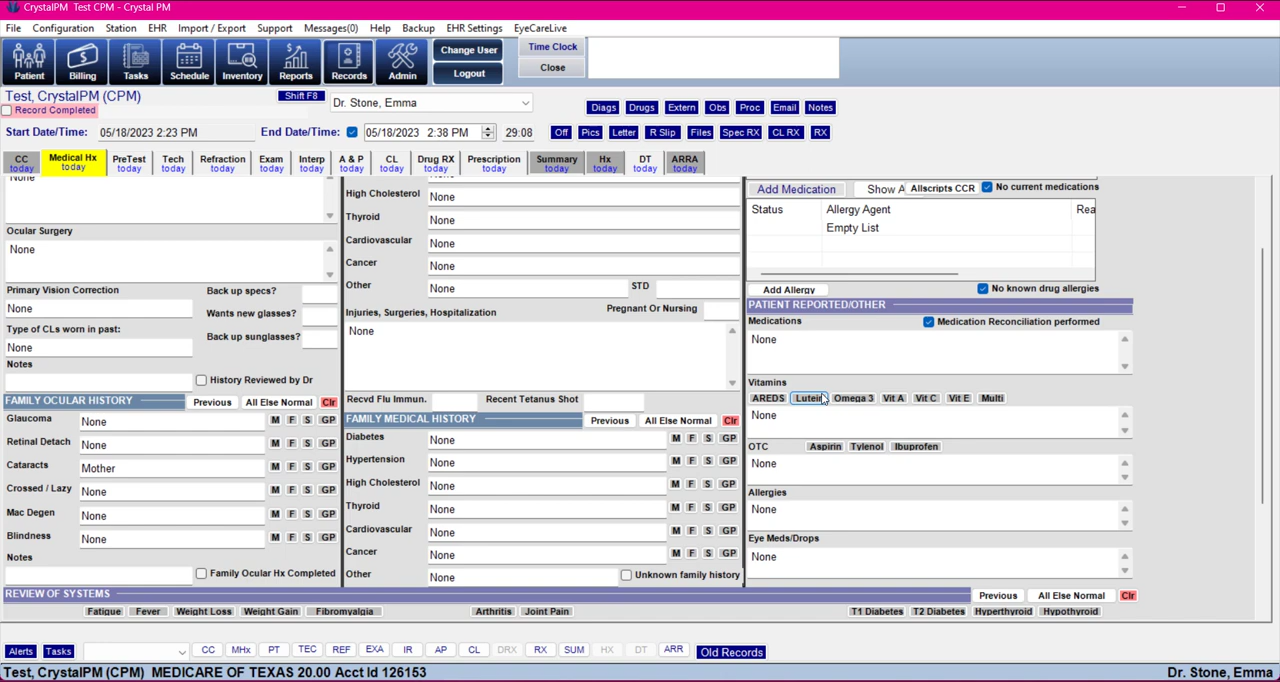 CrystalPM Test CPM - Crystal PM
File Configuration Station EHR Import / Export Support Messages(0) Help Backup EHR Settings EyeCareLive
Patient Billing Tasks Schedule Inventory Reports Records Admin
Change User
Logout
Time Clock
Close
Test, CrystalPM (CPM)
Shift F8
Dr. Stone, Emma
Diags Drugs Extern Obs Proc Email Notes
Record Completed
Start Date/Time: 05/18/2023 2:23 PM End Date/Time: 05/18/2023 2:38 PM 29:08
Off Pics Letter R Slip Files Spec RX CL RX RX
CC today
Medical Hx today
PreTest today
Tech today
Refraction today
Exam today
Interp today
A & P today
CL today
Drug RX today
Prescription today
Summary today
Hx today
DT today
ARRA today
None
Ocular Surgery
None
Primary Vision Correction
None
Back up specs?
Wants new glasses?
Type of CLs worn in past:
None
Back up sunglasses?
Notes
History Reviewed by Dr
FAMILY OCULAR HISTORY Previous All Else Normal Clr
Glaucoma None M F S GP
Retinal Detach None M F S GP
Cataracts Mother M F S GP
Crossed / Lazy None M F S GP
Mac Degen None M F S GP
Blindness None M F S GP
Notes
Family Ocular Hx Completed
High Cholesterol None
Thyroid None
Cardiovascular None
Cancer None
Other None STD
Injuries, Surgeries, Hospitalization Pregnant Or Nursing
None
Recvd Flu Immun. Recent Tetanus Shot
FAMILY MEDICAL HISTORY Previous All Else Normal Clr
Diabetes None M F S GP
Hypertension None M F S GP
High Cholesterol None M F S GP
Thyroid None M F S GP
Cardiovascular None M F S GP
Cancer None M F S GP
Other None Unknown family history
Add Medication Show A Allscripts CCR No current medications
Status Allergy Agent Rea
Empty List
Add Allergy No known drug allergies
PATIENT REPORTED/OTHER
Medications Medication Reconciliation performed
None
Vitamins
AREDS Lutein Omega 3 Vit A Vit C Vit E Multi
None
OTC Aspirin Tylenol Ibuprofen
None
Allergies
None
Eye Meds/Drops
None
REVIEW OF SYSTEMS Previous All Else Normal Clr
Fatigue Fever Weight Loss Weight Gain Fibromyalgia Arthritis Joint Pain T1 Diabetes T2 Diabetes Hyperthyroid Hypothyroid
Alerts Tasks CC MHx PT TEC REF EXA IR AP CL DRX RX SUM HX DT ARR Old Records
Test, CrystalPM (CPM) MEDICARE OF TEXAS 20.00 Acct Id 126153 Dr. Stone, Emma